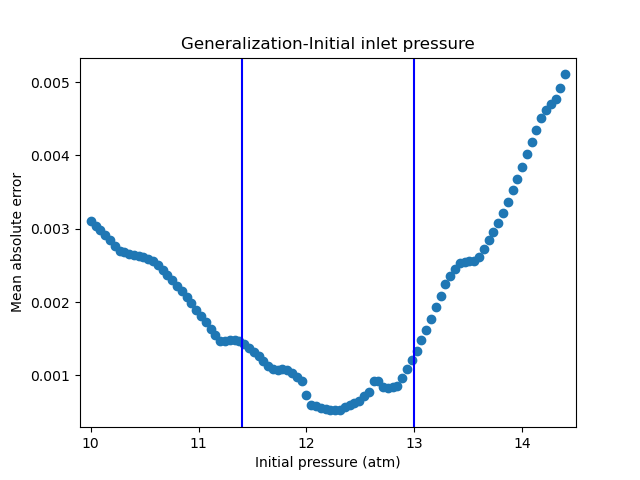 Generalization-Initial inlet pressure
0.005
0.004
0.003
0.002
0.001
Mean absolute error
10 11 12 13 14
Initial pressure (atm)